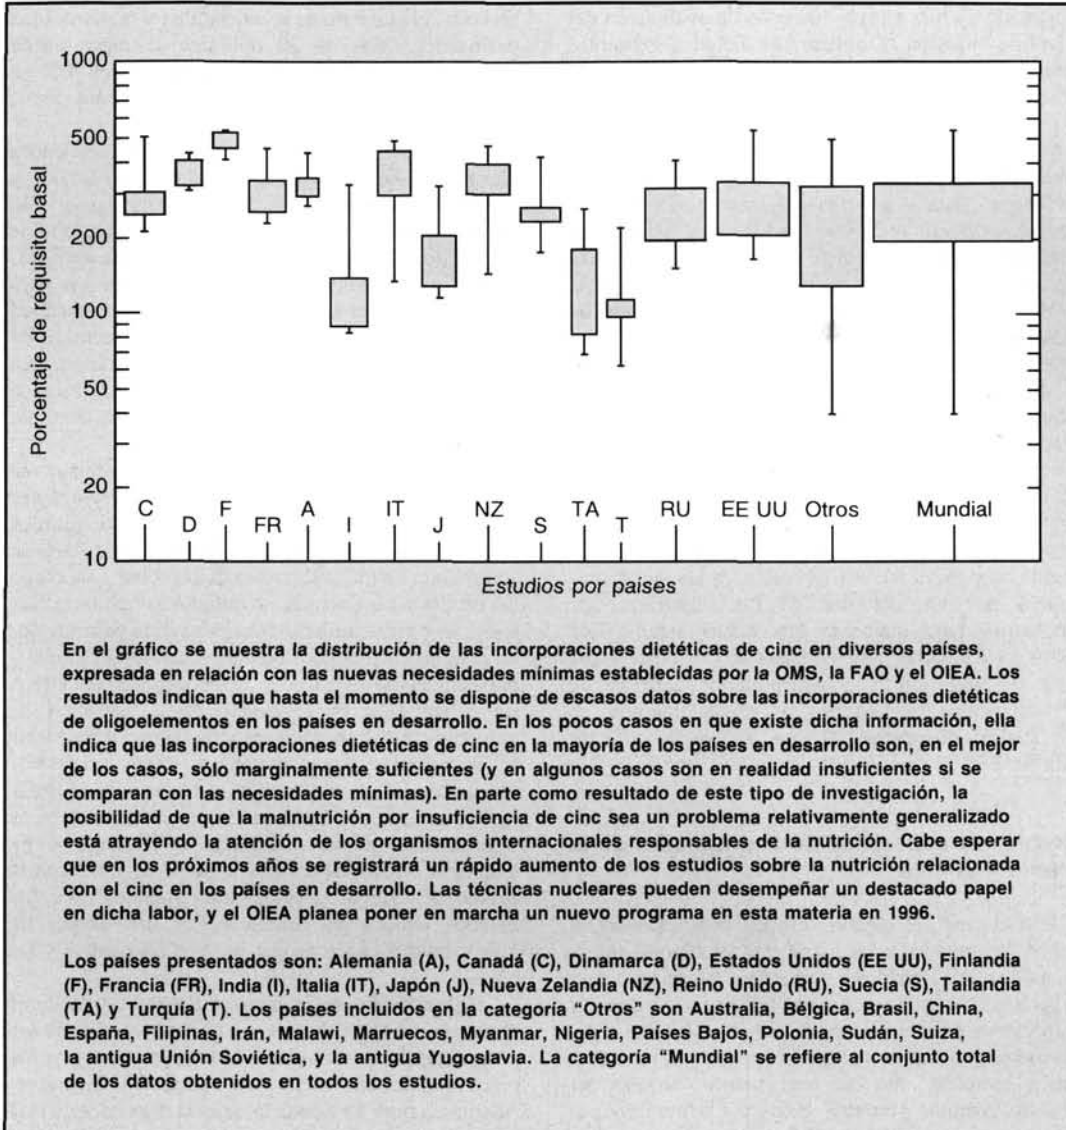 1000
500
200
100
50
20
10
Porcentaje de requisito basal
C
D
F
FR
A
I
IT
J
NZ
S
TA
T
RU
EE UU
Otros
Mundial
Estudios por países
En el gráfico se muestra la distribución de las incorporaciones dietéticas de cinc en diversos países,
expresada en relación con las nuevas necesidades mínimas establecidas por la OMS, la FAO y el OIEA. Los
resultados indican que hasta el momento se dispone de escasos datos sobre las incorporaciones dietéticas
de oligoelementos en los países en desarrollo. En los pocos casos en que existe dicha información, ella
indica que las incorporaciones dietéticas de cinc en la mayoría de los países en desarrollo son, en el mejor
de los casos, sólo marginalmente suficientes (y en algunos casos son en realidad insuficientes si se
comparan con las necesidades mínimas). En parte como resultado de este tipo de investigación, la
posibilidad de que la malnutrición por insuficiencia de cinc sea un problema relativamente generalizado
está atrayendo la atención de los organismos internacionales responsables de la nutrición. Cabe esperar
que en los próximos años se registrará un rápido aumento de los estudios sobre la nutrición relacionada
con el cinc en los países en desarrollo. Las técnicas nucleares pueden desempeñar un destacado papel
en dicha labor, y el OIEA planea poner en marcha un nuevo programa en esta materia en 1996.
Los países presentados son: Alemania (A), Canadá (C), Dinamarca (D), Estados Unidos (EE UU), Finlandia
(F), Francia (FR), India (I), Italia (IT), Japón (J), Nueva Zelandia (NZ), Reino Unido (RU), Suecia (S), Tailandia
(TA) y Turquía (T). Los países incluidos en la categoría "Otros" son Australia, Bélgica, Brasil, China,
España, Filipinas, Irán, Malawi, Marruecos, Myanmar, Nigeria, Países Bajos, Polonia, Sudán, Suiza,
la antigua Unión Soviética, y la antigua Yugoslavia. La categoría "Mundial" se refiere al conjunto total
de los datos obtenidos en todos los estudios.